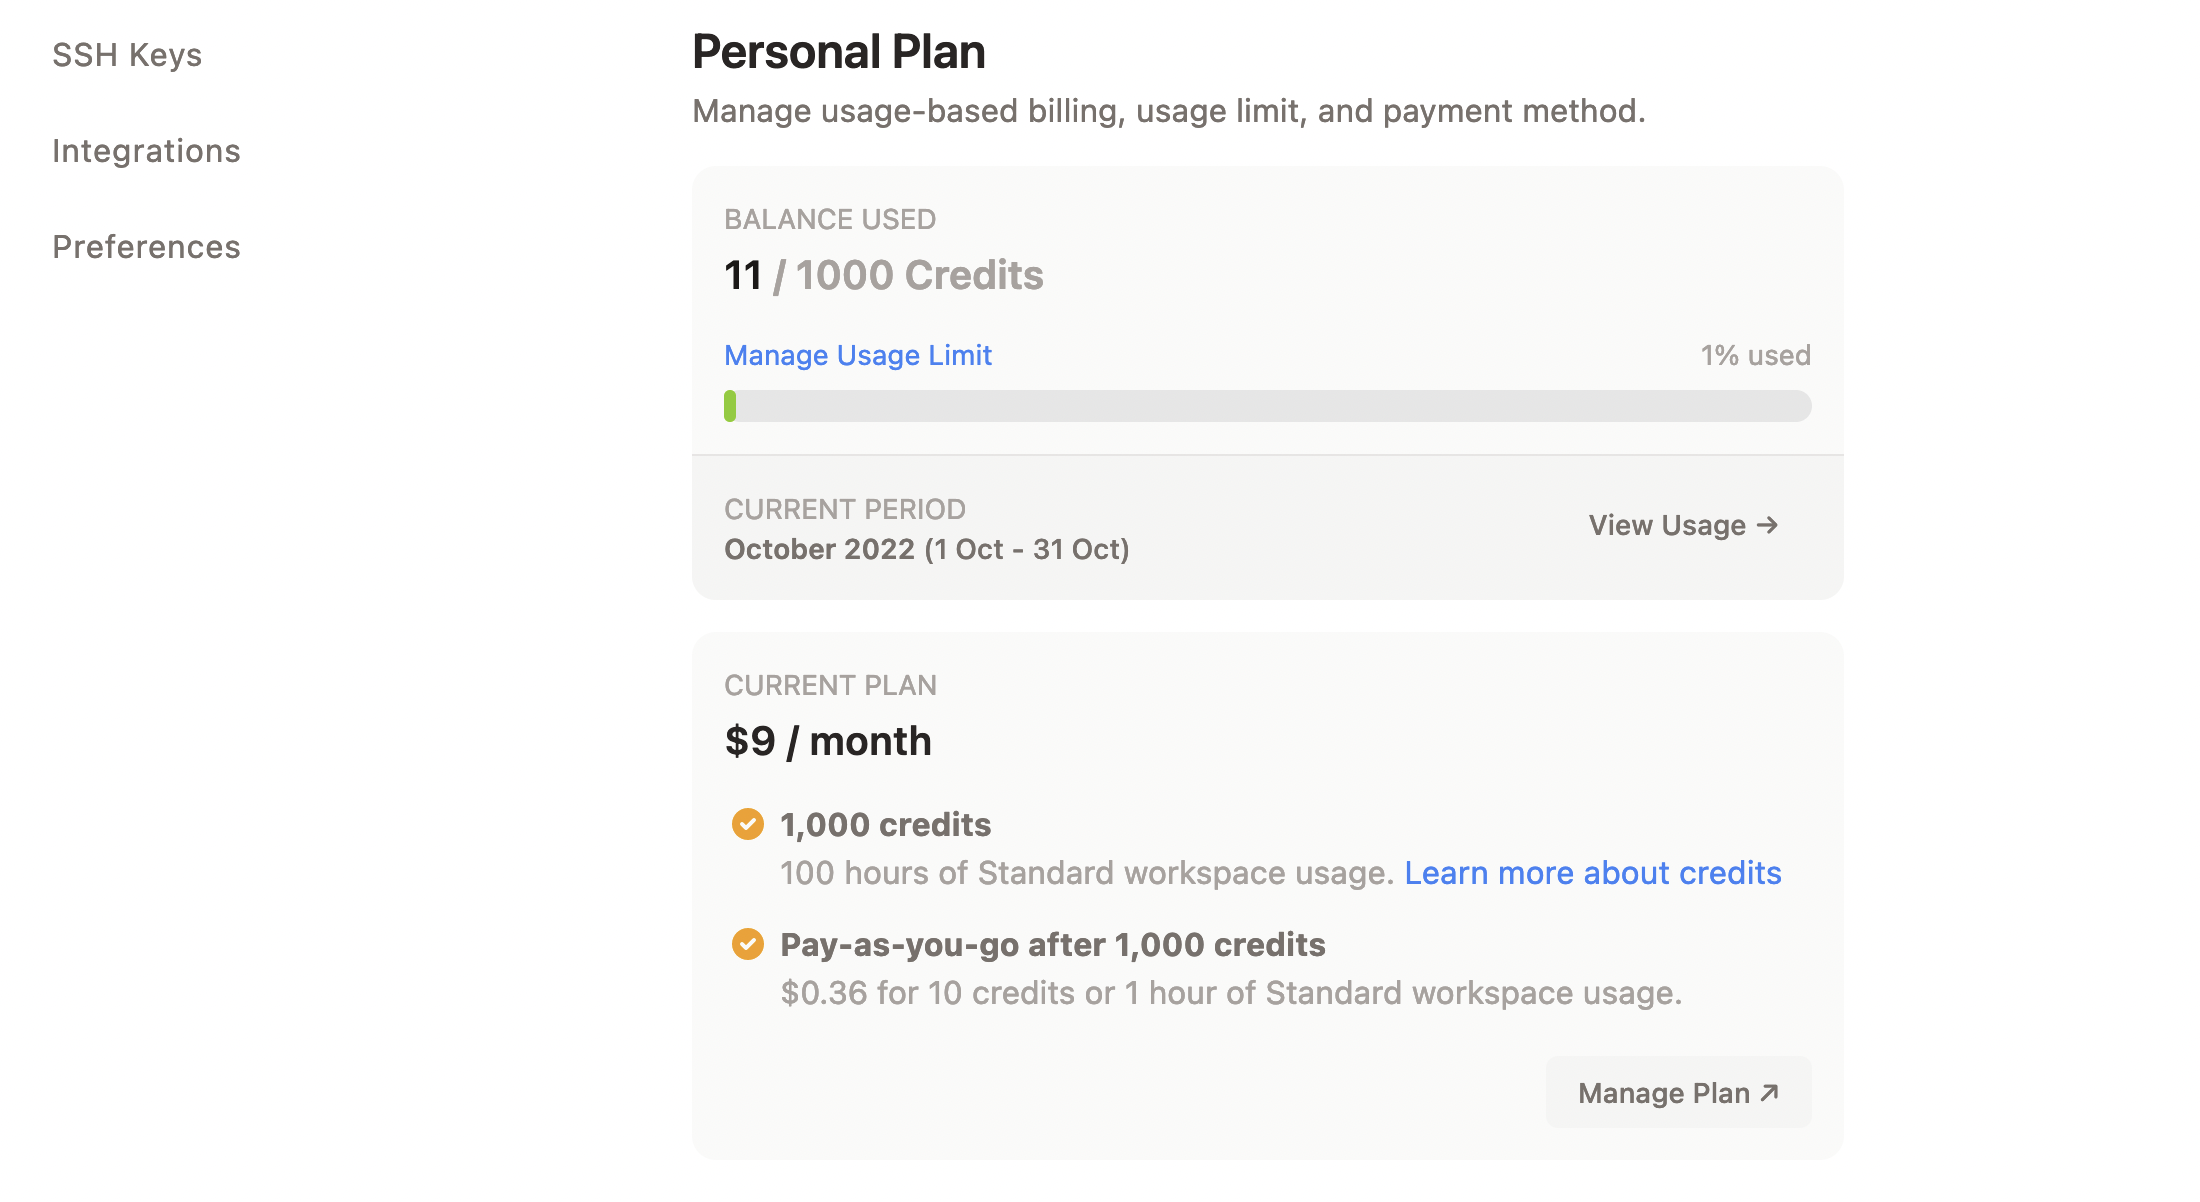 SSH Keys
Integrations
Preferences
Personal Plan
Manage usage-based billing, usage limit, and payment method.
BALANCE USED
11 / 1000 Credits
Manage Usage Limit
1% used
CURRENT PERIOD
October 2022 (1 Oct - 31 Oct)
View Usage →
CURRENT PLAN
$9 / month
1,000 credits
100 hours of Standard workspace usage. Learn more about credits
Pay-as-you-go after 1,000 credits
$0.36 for 10 credits or 1 hour of Standard workspace usage.
Manage Plan ↗